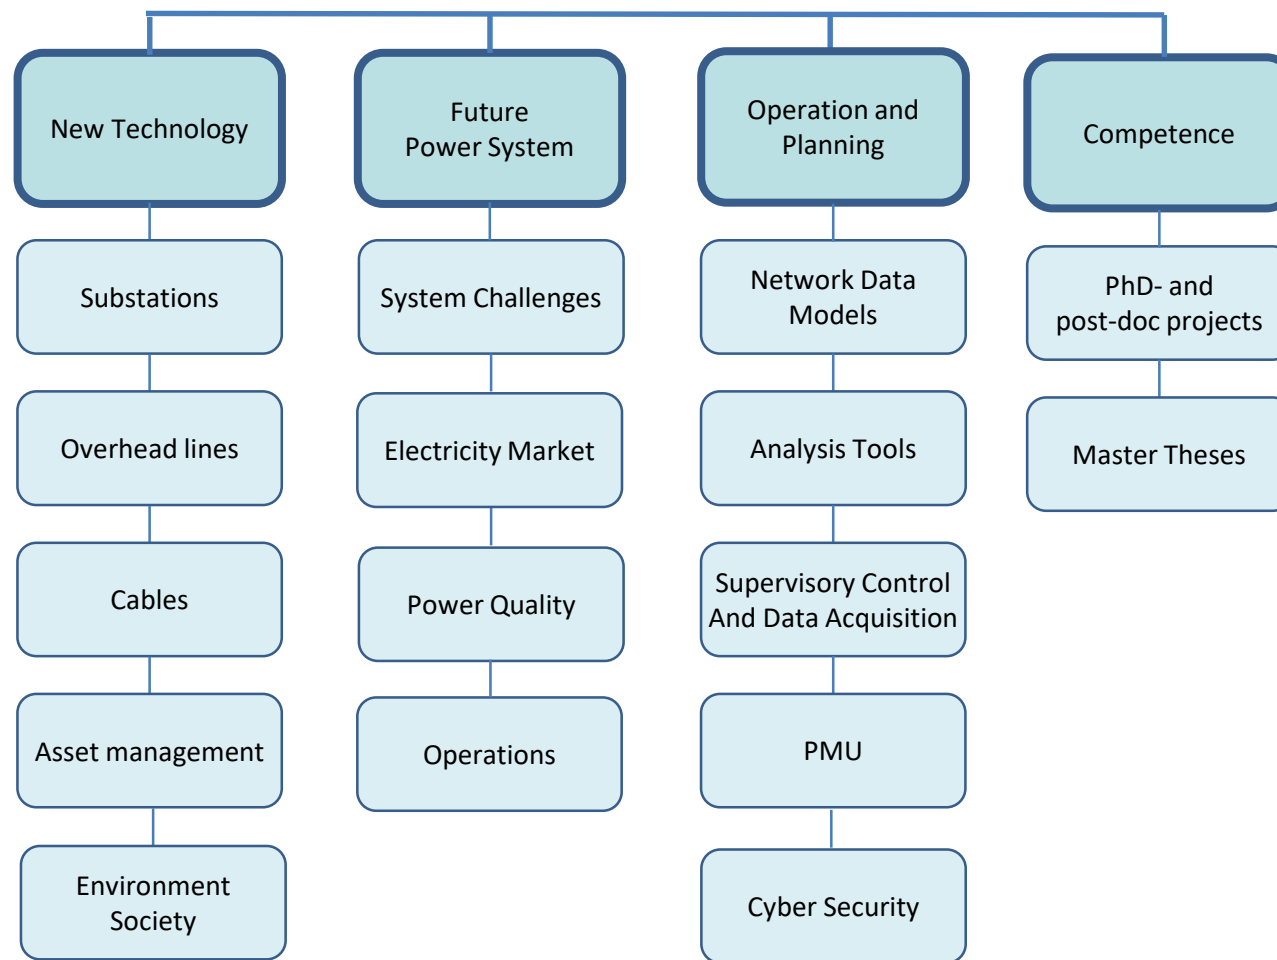 New Technology
Substations
Overhead lines
Cables
Asset management
Environment
Society
Future
Power System
System Challenges
Electricity Market
Power Quality
Operations
Operation and
Planning
Network Data
Models
Analysis Tools
Supervisory Control
And Data Acquisition
PMU
Cyber Security
Competence
PhD- and
post-doc projects
Master Theses